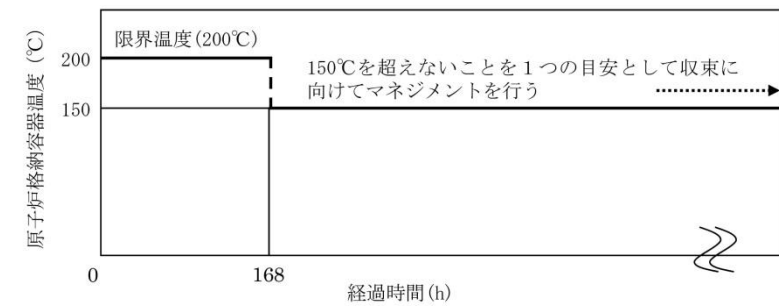 原子炉格納容器温度(℃)
限界温度(200℃)
200
150℃を超えないことを1つの目安として収束に
向けてマネジメントを行う
150
0
168
経過時間(h)